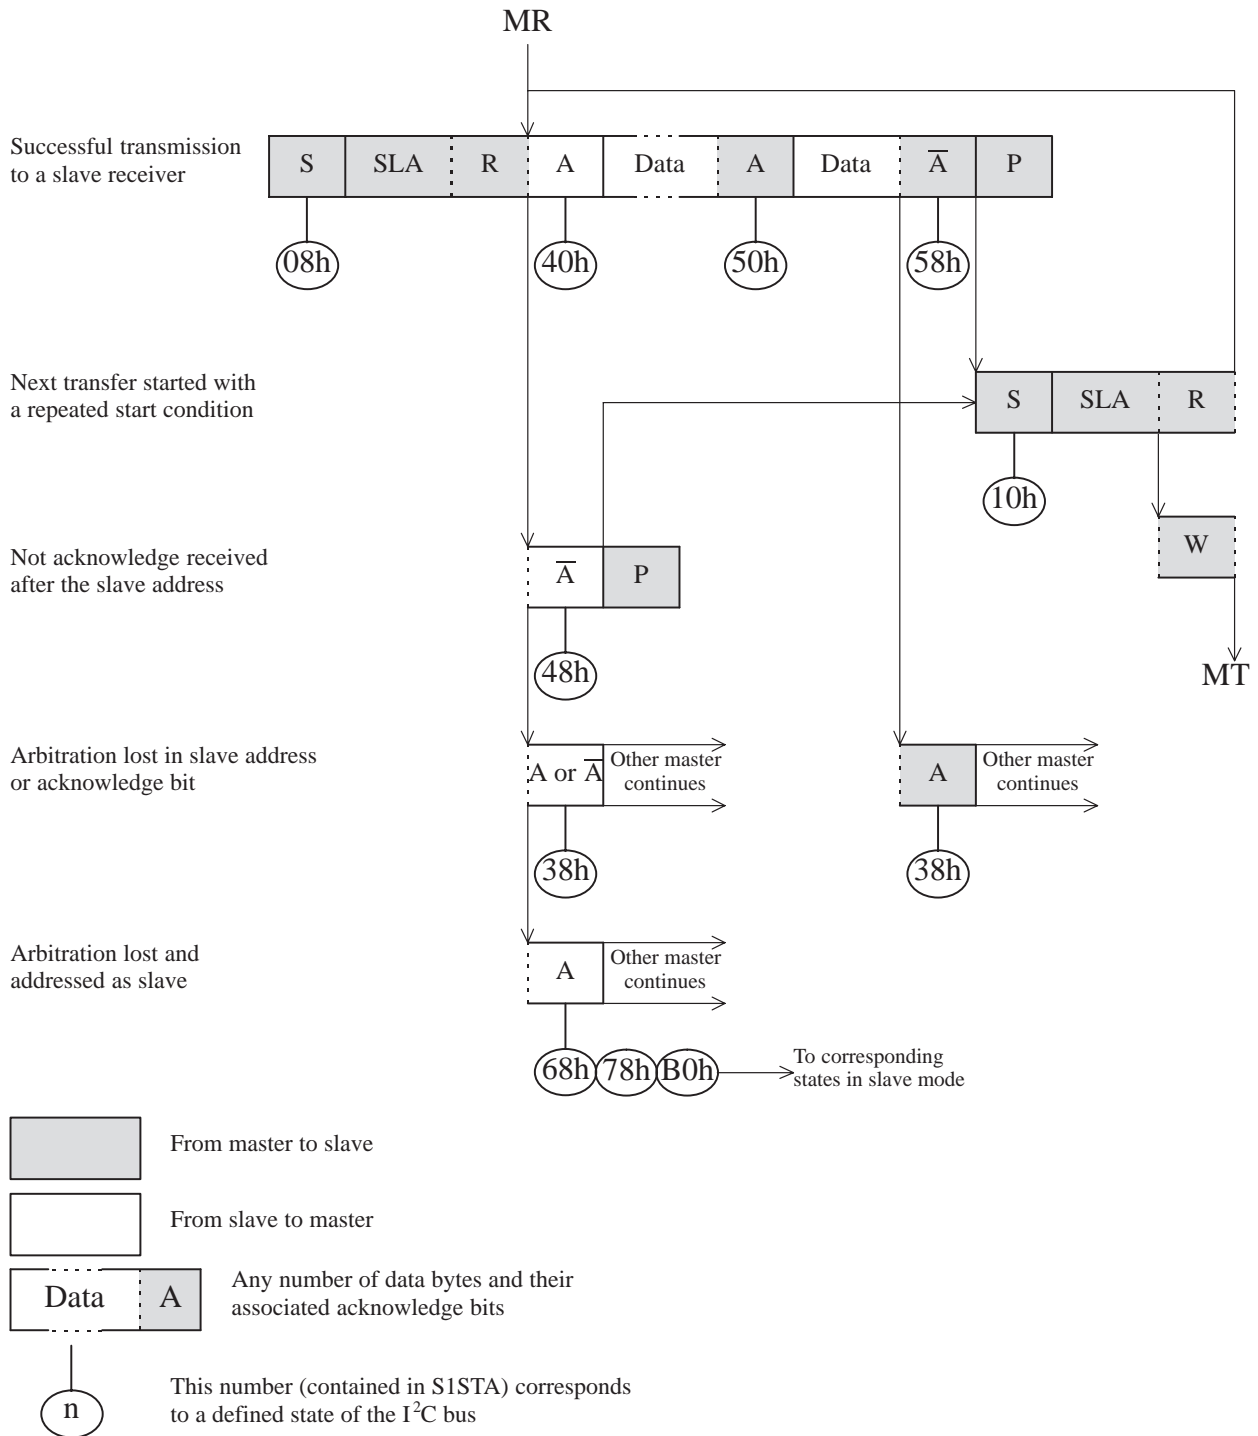 MR
Successful transmission
to a slave receiver
S SLA R A Data A Data A̅ P
08h 40h 50h 58h
Next transfer started with
a repeated start condition
S SLA R
10h
W
MT
Not acknowledge received
after the slave address
A̅ P
48h
Arbitration lost in slave address
or acknowledge bit
A or A̅
Other master
continues
A
Other master
continues
38h 38h
Arbitration lost and
addressed as slave
A
Other master
continues
68h 78h B0h
To corresponding
states in slave mode
From master to slave
From slave to master
Data A
Any number of data bytes and their
associated acknowledge bits
n
This number (contained in S1STA) corresponds
to a defined state of the I²C bus